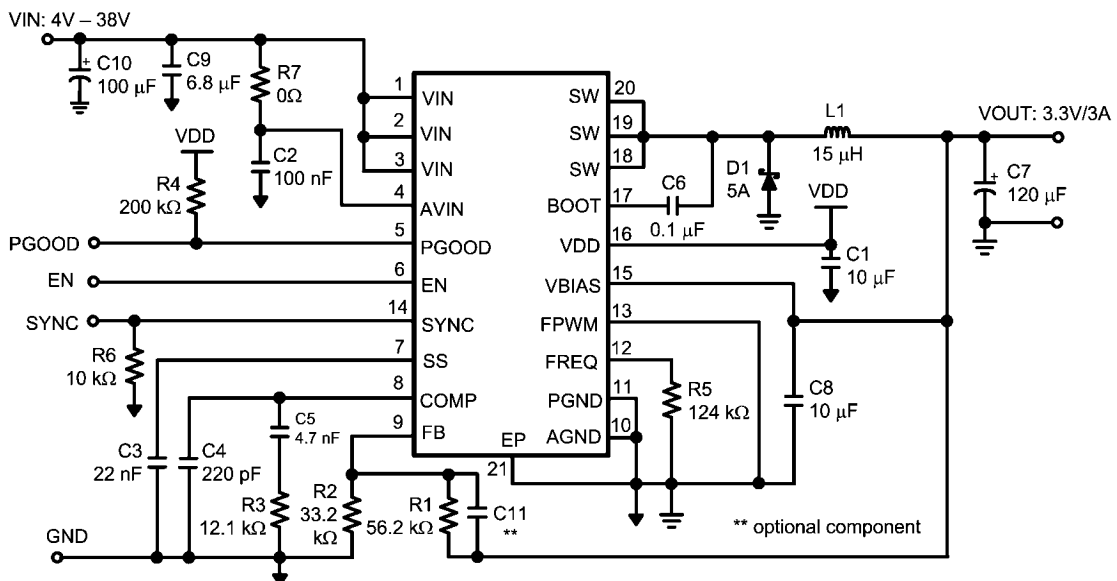 VIN: 4V – 38V
C10
100 µF
+
C9
6.8 µF
R7
0Ω
C2
100 nF
VDD
R4
200 kΩ
PGOOD
EN
SYNC
R6
10 kΩ
1
VIN
2
VIN
3
VIN
4
AVIN
5
PGOOD
6
EN
14
SYNC
7
SS
8
COMP
9
FB
EP
21
20
SW
19
SW
18
SW
17
BOOT
16
VDD
15
VBIAS
13
FPWM
12
FREQ
11
PGND
10
AGND
C6
0.1 µF
D1
5A
L1
15 µH
VOUT: 3.3V/3A
+
C7
120 µF
VDD
C1
10 µF
R5
124 kΩ
C8
10 µF
C3
22 nF
C4
220 pF
C5
4.7 nF
R3
12.1 kΩ
R2
33.2
kΩ
R1
56.2 kΩ
C11
**
** optional component
GND